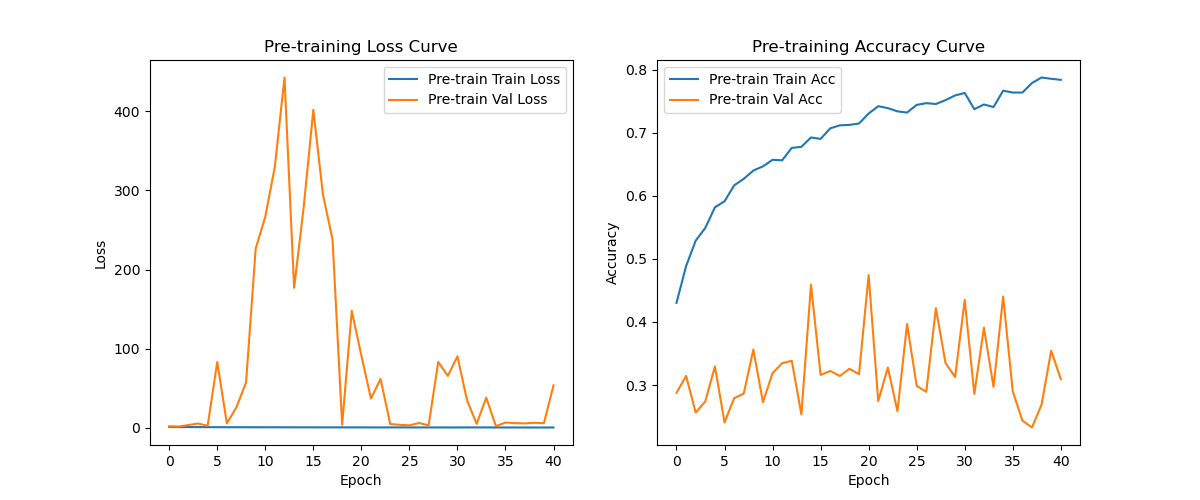 Pre-training Loss Curve
Pre-train Train Loss
Pre-train Val Loss
400
300
200
100
0
Loss
0 5 10 15 20 25 30 35 40
Epoch
Pre-training Accuracy Curve
Pre-train Train Acc
Pre-train Val Acc
0.8
0.7
0.6
0.5
0.4
0.3
Accuracy
0 5 10 15 20 25 30 35 40
Epoch